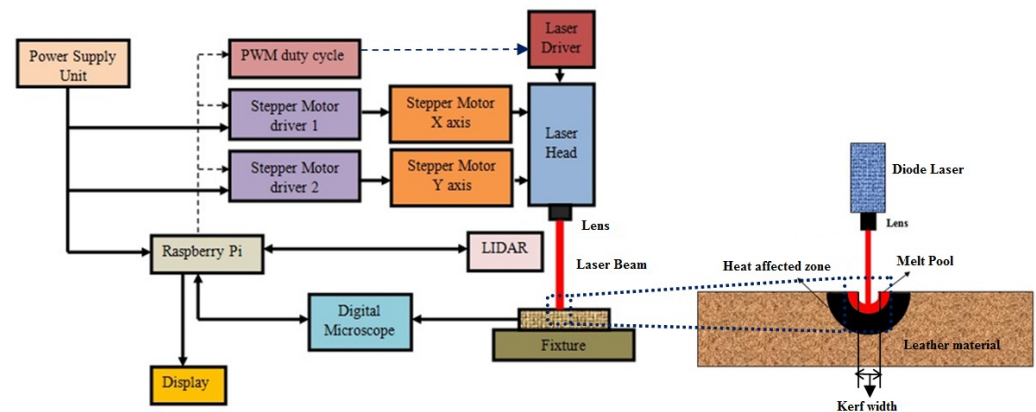 Power Supply
Unit
PWM duty cycle
Laser
Driver
Stepper Motor
driver 1
Stepper Motor
X axis
Laser
Head
Stepper Motor
driver 2
Stepper Motor
Y axis
Lens
Raspberry Pi
LIDAR
Laser Beam
Digital
Microscope
Fixture
Display
Diode Laser
Lens
Heat affected zone
Melt Pool
Leather material
Kerf width